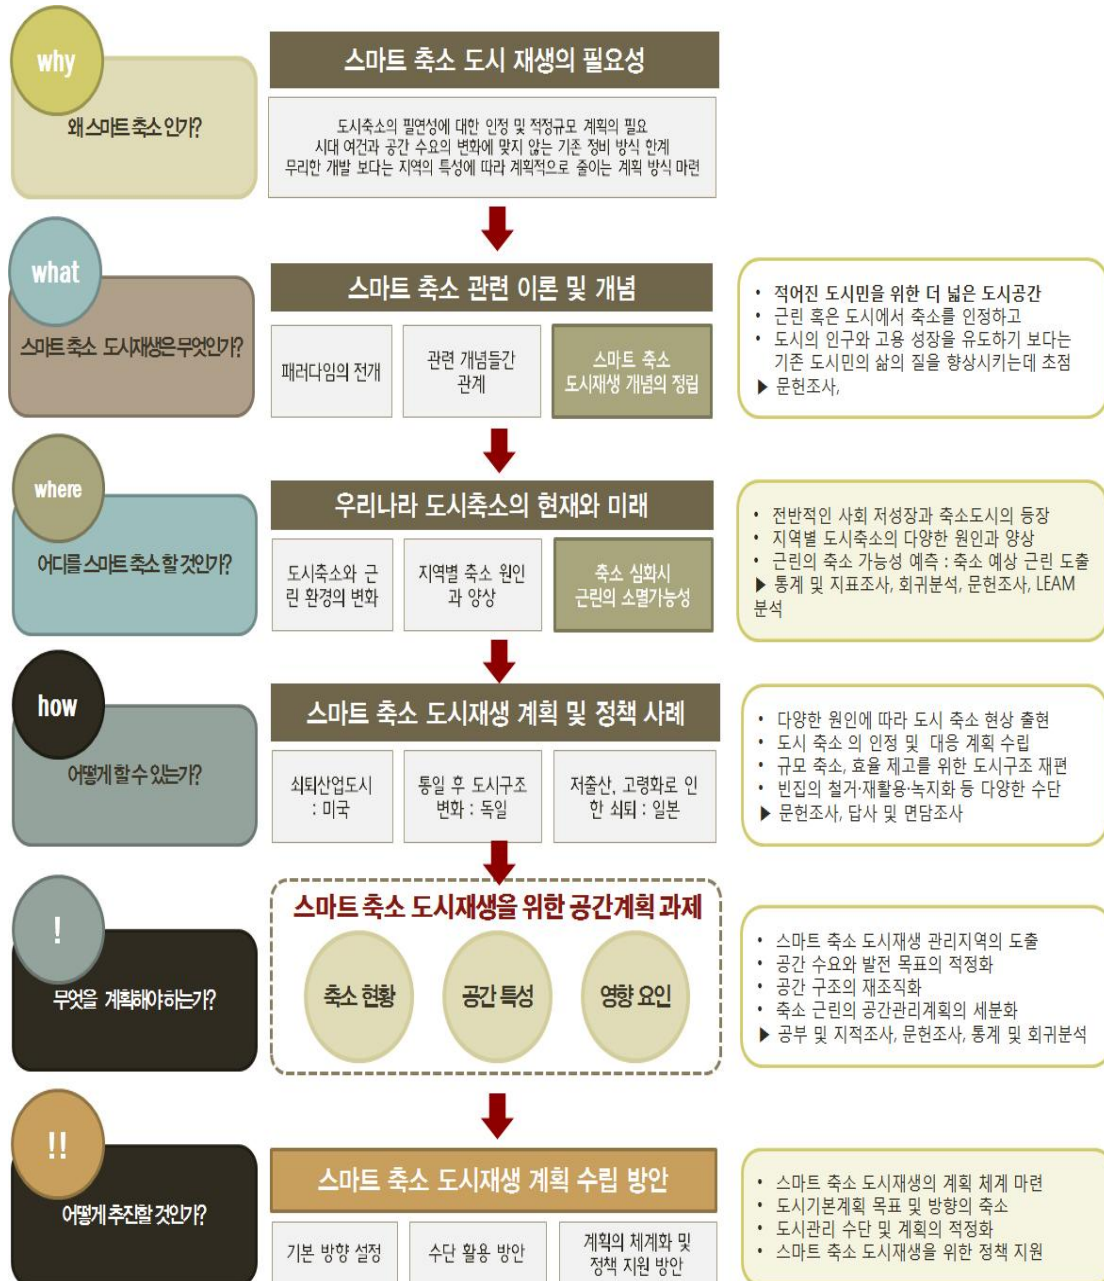 why
왜 스마트 축소 인가?
스마트 축소 도시 재생의 필요성
도시축소의 필연성에 대한 인정 및 적정규모 계획의 필요
시대 여건과 공간 수요의 변화에 맞지 않는 기존 정비 방식 한계
무리한 개발 보다는 지역의 특성에 따라 계획적으로 줄이는 계획 방식 마련
what
스마트 축소 도시재생은 무엇인가?
스마트 축소 관련 이론 및 개념
패러다임의 전개
관련 개념들간
관계
스마트 축소
도시재생 개념의 정립
• 적어진 도시민을 위한 더 넓은 도시공간
• 근린 혹은 도시에서 축소를 인정하고
• 도시의 인구와 고용 성장을 유도하기 보다는
기존 도시민의 삶의 질을 향상시키는데 초점
▶ 문헌조사,
where
어디를 스마트 축소 할 것인가?
우리나라 도시축소의 현재와 미래
도시축소와 근
린 환경의 변화
지역별 축소 원인
과 양상
축소 심화시
근린의 소멸가능성
• 전반적인 사회 저성장과 축소도시의 등장
• 지역별 도시축소의 다양한 원인과 양상
• 근린의 축소 가능성 예측 : 축소 예상 근린 도출
▶ 통계 및 지표조사, 회귀분석, 문헌조사, LEAM
분석
how
어떻게 할 수 있는가?
스마트 축소 도시재생 계획 및 정책 사례
쇠퇴산업도시
: 미국
통일 후 도시구조
변화 : 독일
저출산, 고령화로 인
한 쇠퇴 : 일본
• 다양한 원인에 따라 도시 축소 현상 출현
• 도시 축소 의 인정 및 대응 계획 수립
• 규모 축소, 효율 제고를 위한 도시구조 재편
• 빈집의 철거·재활용·녹지화 등 다양한 수단
▶ 문헌조사, 답사 및 면담조사
!
무엇을 계획해야 하는가?
스마트 축소 도시재생을 위한 공간계획 과제
축소 현황
공간 특성
영향 요인
• 스마트 축소 도시재생 관리지역의 도출
• 공간 수요와 발전 목표의 적정화
• 공간 구조의 재조직화
• 축소 근린의 공간관리계획의 세분화
▶ 공부 및 지적조사, 문헌조사, 통계 및 회귀분석
!!
어떻게 추진할 것인가?
스마트 축소 도시재생 계획 수립 방안
기본 방향 설정
수단 활용 방안
계획의 체계화 및
정책 지원 방안
• 스마트 축소 도시재생의 계획 체계 마련
• 도시기본계획 목표 및 방향의 축소
• 도시관리 수단 및 계획의 적정화
• 스마트 축소 도시재생을 위한 정책 지원